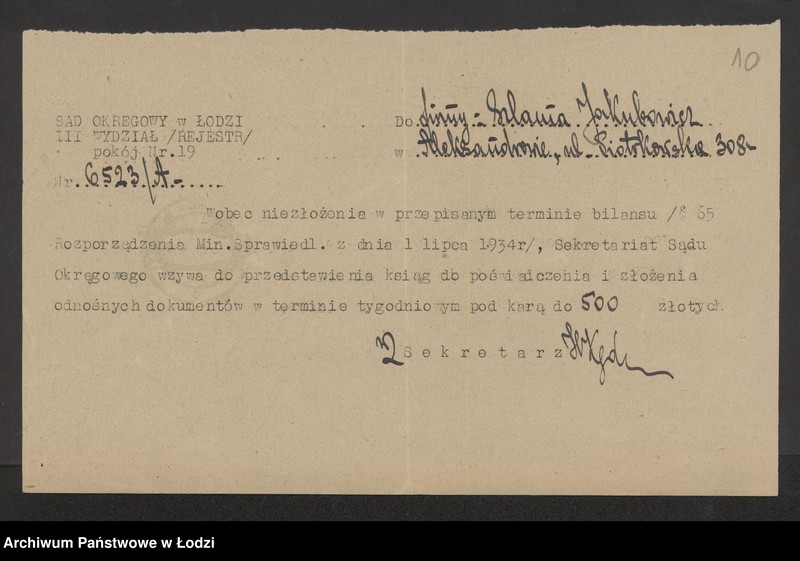 10
SĄD OKRĘGOWY w ŁODZI
III WYDZIAŁ /REJESTR/
pokój Nr.19
Nr. 6523/A-
Do firmy - Szlama Jakubowicz
w Aleksandrowie, ul. Piotrkowska 308-
Wobec niezłożenia w przepisanym terminie bilansu /§ 65
Rozporządzenia Min.Sprawiedl. z dnia 1 lipca 1934r/, Sekretariat Sądu
Okręgowego wzywa do przedstawienia ksiąg do poświadczenia i złożenia
odnośnych dokumentów w terminie tygodniowym pod karą do 500 złotych
Sekretarz
Archiwum Państwowe w Łodzi